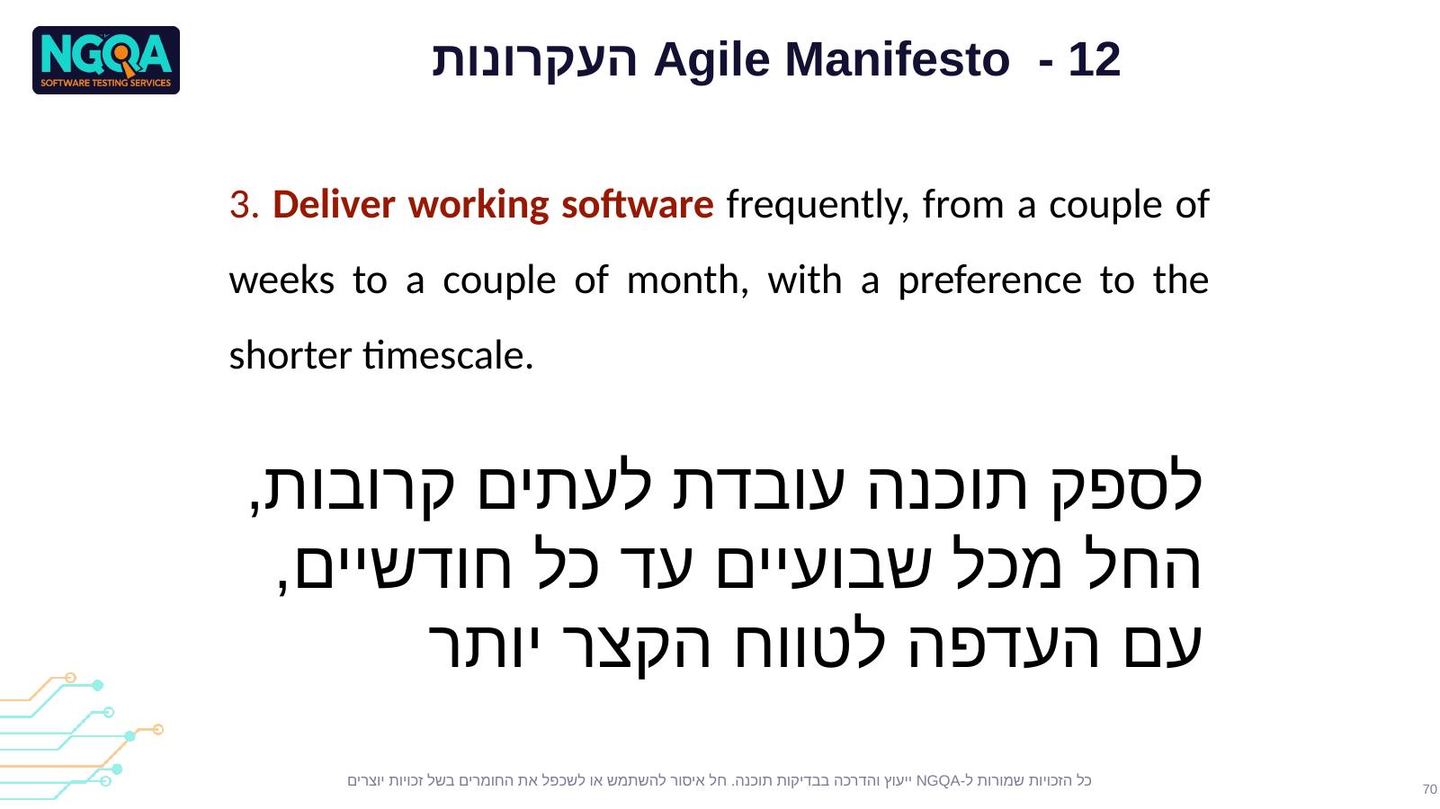 NGQA
SOFTWARE TESTING SERVICES
העקרונות Agile Manifesto - 12
3. Deliver working software frequently, from a couple of
weeks to a couple of month, with a preference to the
shorter timescale.
לספק תוכנה עובדת לעתים קרובות,
החל מכל שבועיים עד כל חודשיים,
עם העדפה לטווח הקצר יותר
כל הזכויות שמורות ל-NGQA ייעוץ והדרכה בבדיקות תוכנה. חל איסור להשתמש או לשכפל את החומרים בשל זכויות יוצרים
70